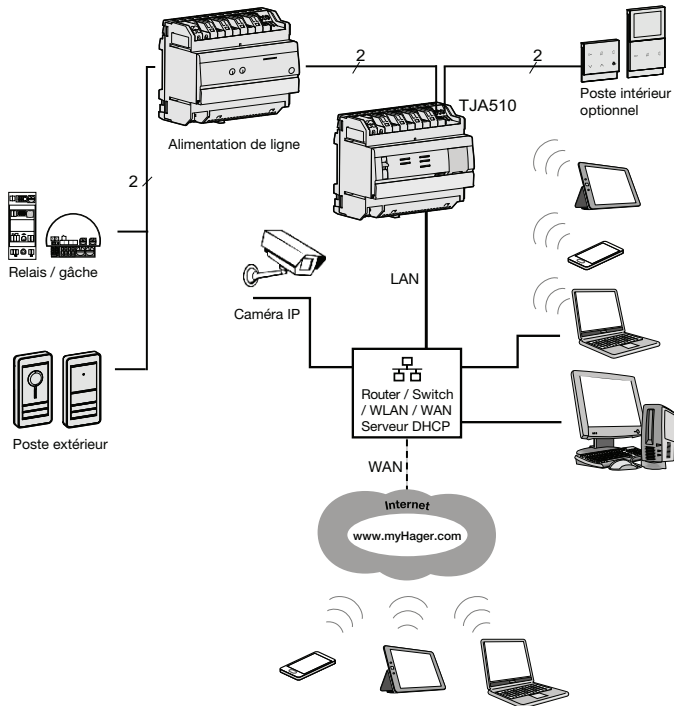 2
2
TJA510
Poste intérieur
optionnel
Alimentation de ligne
2
Relais / gâche
LAN
Caméra IP
Router / Switch
/ WLAN / WAN
Serveur DHCP
Poste extérieur
WAN
Internet
www.myHager.com